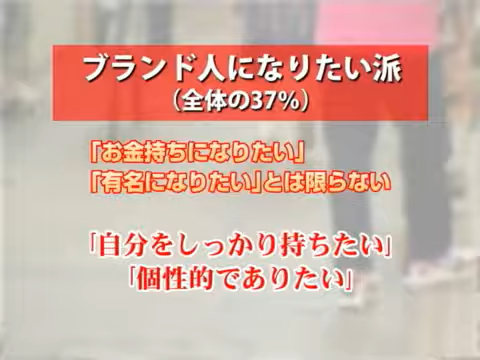 ブランド人になりたい派
(全体の37%)
「お金持ちになりたい」
「有名になりたい」とは限らない
「自分をしっかり持ちたい」
「個性的でありたい」